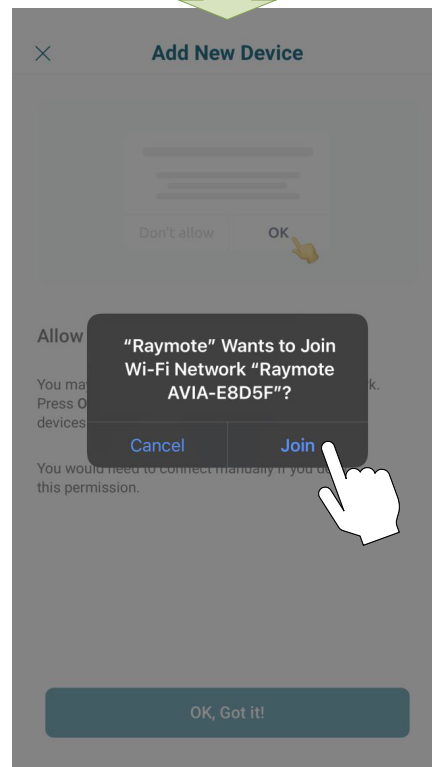 Add New Device
Don't allow
OK
Allow
"Raymote" Wants to Join
Wi-Fi Network "Raymote
AVIA-E8D5F"?
You ma k.
Press O
devices
Cancel
Join
You would need to connect manually if you do
this permission.
OK, Got it!